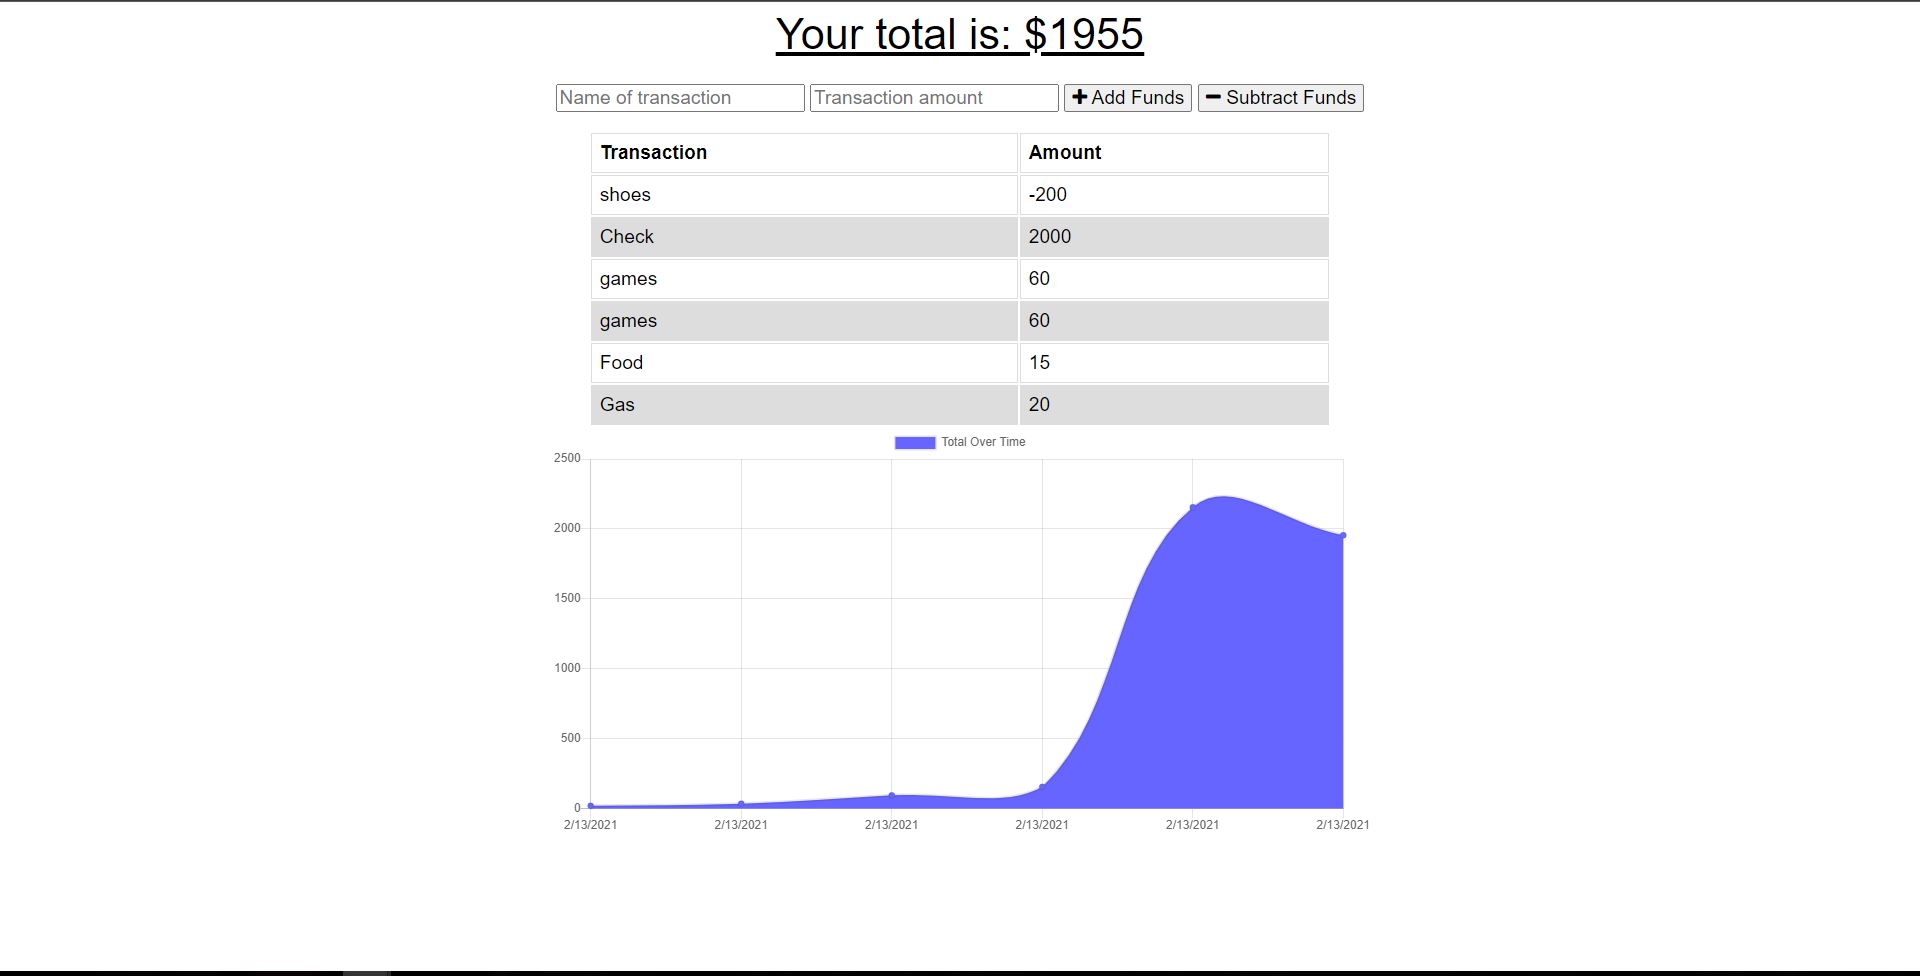 Your total is: $1955
Name of transaction Transaction amount Add Funds Subtract Funds
Transaction Amount
shoes -200
Check 2000
games 60
games 60
Food 15
Gas 20
Total Over Time
2500
2000
1500
1000
500
0
2/13/2021 2/13/2021 2/13/2021 2/13/2021 2/13/2021 2/13/2021